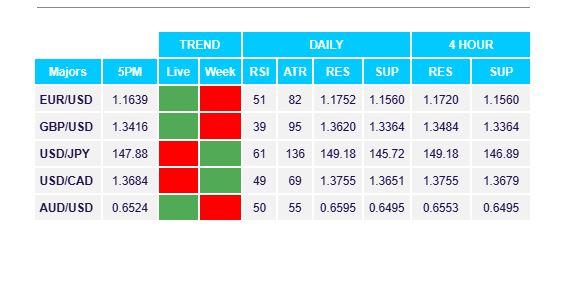 TREND DAILY 4 HOUR
Majors 5PM Live Week RSI ATR RES SUP RES SUP
EUR/USD 1.1639 51 82 1.1752 1.1560 1.1720 1.1560
GBP/USD 1.3416 39 95 1.3620 1.3364 1.3484 1.3364
USD/JPY 147.88 61 136 149.18 145.72 149.18 146.89
USD/CAD 1.3684 49 69 1.3755 1.3651 1.3755 1.3679
AUD/USD 0.6524 50 55 0.6595 0.6495 0.6553 0.6495